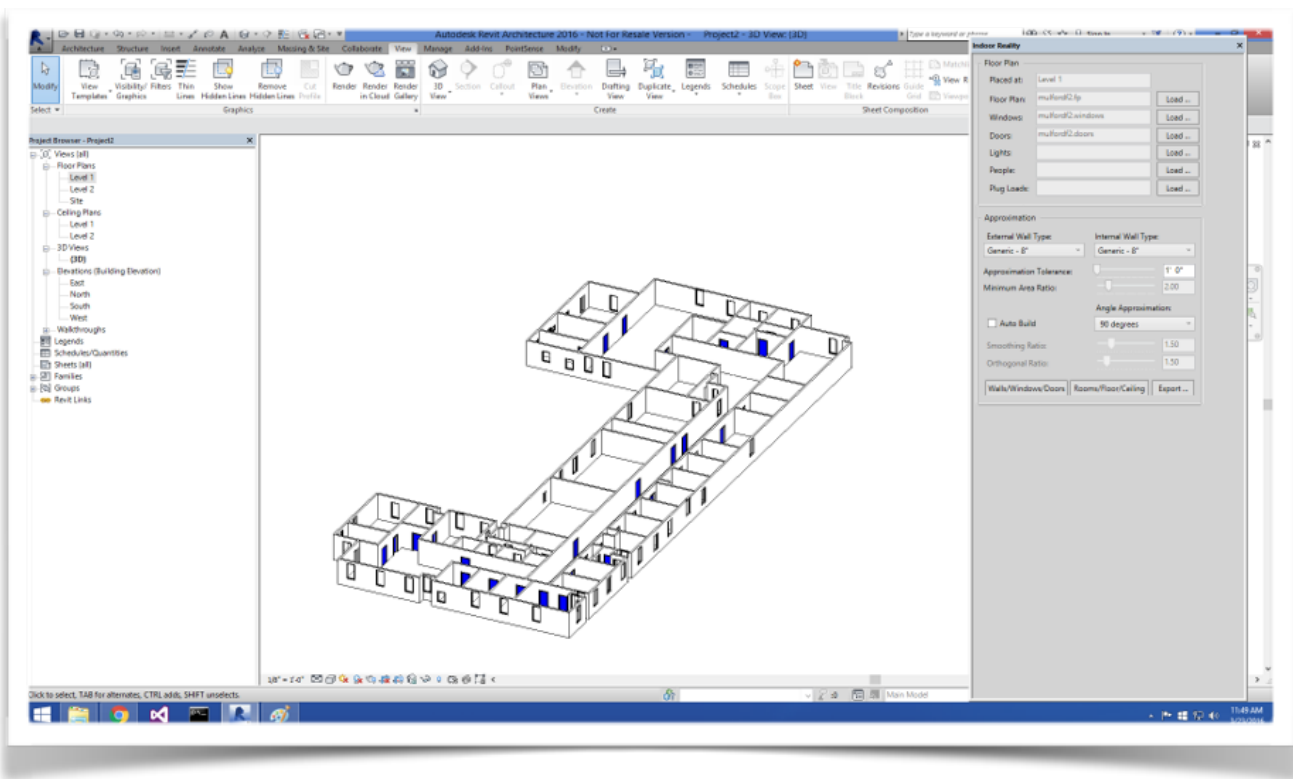 Autodesk Revit Architecture 2016 - Not For Resale Version - Project2 - 3D View: {3D}
Type a keyword or phrase
Sign In
Architecture Structure Insert Annotate Analyze Massing & Site Collaborate View Manage Add-Ins PointSense Modify
Modify
View Templates
Visibility/ Graphics
Filters
Thin Lines
Show Hidden Lines
Remove Hidden Lines
Cut Profile
Render
Render in Cloud
Render Gallery
3D View
Section
Callout
Plan Views
Elevation
Drafting View
Duplicate View
Legends
Schedules
Scope Box
Sheet
View
Title Block
Revisions
Guide Grid
View R
Select
Graphics
Create
Sheet Composition
Project Browser - Project2
Views (all)
Floor Plans
Level 1
Level 2
Site
Ceiling Plans
Level 1
Level 2
3D Views
{3D}
Elevations (Building Elevation)
East
North
South
West
Walkthroughs
Legends
Schedules/Quantities
Sheets (all)
Families
Groups
Revit Links
Indoor Reality
Floor Plan
Placed at: Level 1
Floor Plan: mulfordf2.fp Load ...
Windows: mulfordf2.windows Load ...
Doors: mulfordf2.doors Load ...
Lights: Load ...
People: Load ...
Plug Loads: Load ...
Approximation
External Wall Type: Internal Wall Type:
Generic - 8" Generic - 8"
Approximation Tolerance: 1' 0"
Minimum Area Ratio: 2.00
Angle Approximation:
Auto Build 90 degrees
Smoothing Ratio: 1.50
Orthogonal Ratio: 1.50
Walls/Windows/Doors Rooms/Floor/Ceiling Export ...
1/8" = 1'-0"
Click to select, TAB for alternates, CTRL adds, SHIFT unselects.
Main Model
11:49 AM